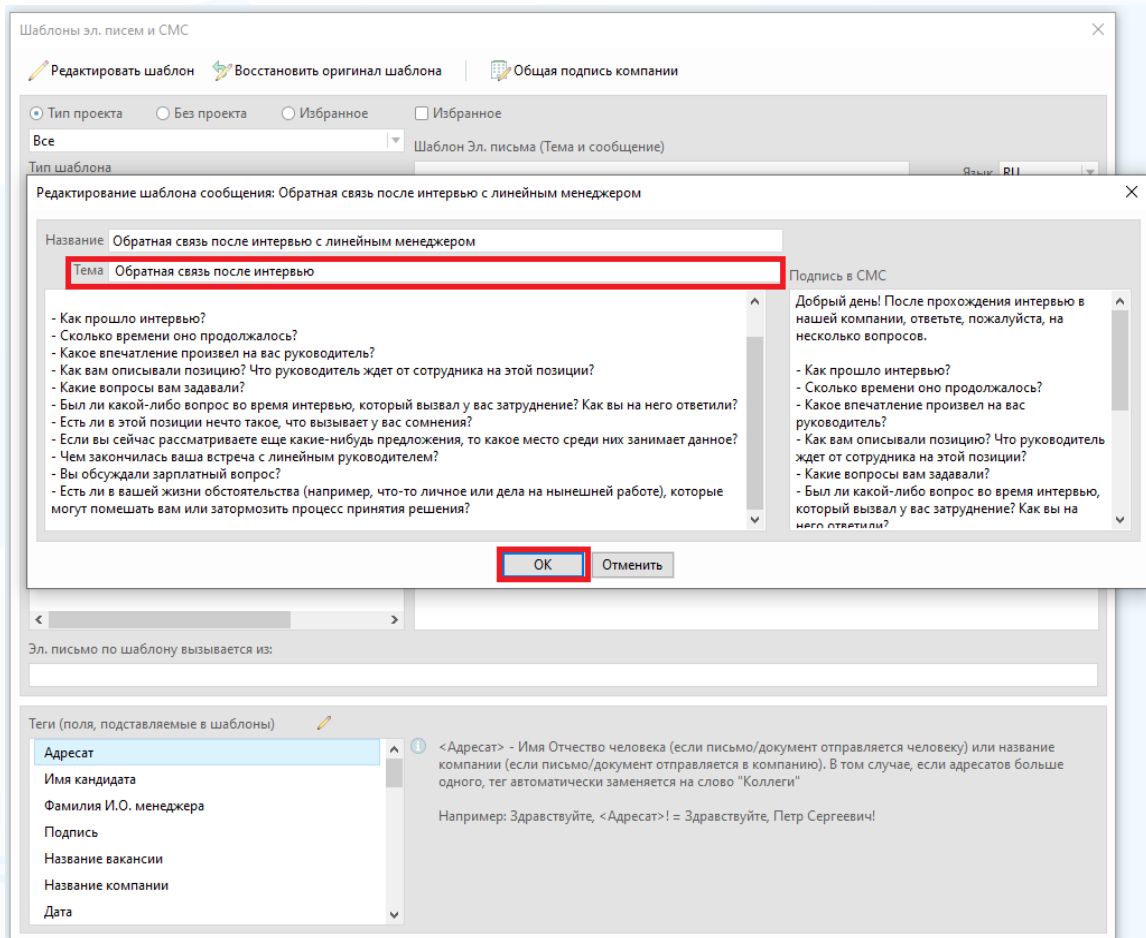 Шаблоны эл. писем и СМС
Редактировать шаблон Восстановить оригинал шаблона Общая подпись компании
Тип проекта Без проекта Избранное Избранное
Все
Шаблон Эл. письма (Тема и сообщение)
Тип шаблона
Язык RU
Редактирование шаблона сообщения: Обратная связь после интервью с линейным менеджером
Название Обратная связь после интервью с линейным менеджером
Тема Обратная связь после интервью
- Как прошло интервью?
- Сколько времени оно продолжалось?
- Какое впечатление произвел на вас руководитель?
- Как вам описывали позицию? Что руководитель ждет от сотрудника на этой позиции?
- Какие вопросы вам задавали?
- Был ли какой-либо вопрос во время интервью, который вызвал у вас затруднение? Как вы на него ответили?
- Есть ли в этой позиции нечто такое, что вызывает у вас сомнения?
- Если вы сейчас рассматриваете еще какие-нибудь предложения, то какое место среди них занимает данное?
- Чем закончилась ваша встреча с линейным руководителем?
- Вы обсуждали зарплатный вопрос?
- Есть ли в вашей жизни обстоятельства (например, что-то личное или дела на нынешней работе), которые
могут помешать вам или затормозить процесс принятия решения?
Подпись в СМС
Добрый день! После прохождения интервью в
нашей компании, ответьте, пожалуйста, на
несколько вопросов.
- Как прошло интервью?
- Сколько времени оно продолжалось?
- Какое впечатление произвел на вас
руководитель?
- Как вам описывали позицию? Что руководитель
ждет от сотрудника на этой позиции?
- Какие вопросы вам задавали?
- Был ли какой-либо вопрос во время интервью,
который вызвал у вас затруднение? Как вы на
него ответили?
ОК Отменить
Эл. письмо по шаблону вызывается из:
Теги (поля, подставляемые в шаблоны)
Адресат
Имя кандидата
Фамилия И.О. менеджера
Подпись
Название вакансии
Название компании
Дата
<Адресат> - Имя Отчество человека (если письмо/документ отправляется человеку) или название
компании (если письмо/документ отправляется в компанию). В том случае, если адресатов больше
одного, тег автоматически заменяется на слово "Коллеги"
Например: Здравствуйте, <Адресат>! = Здравствуйте, Петр Сергеевич!